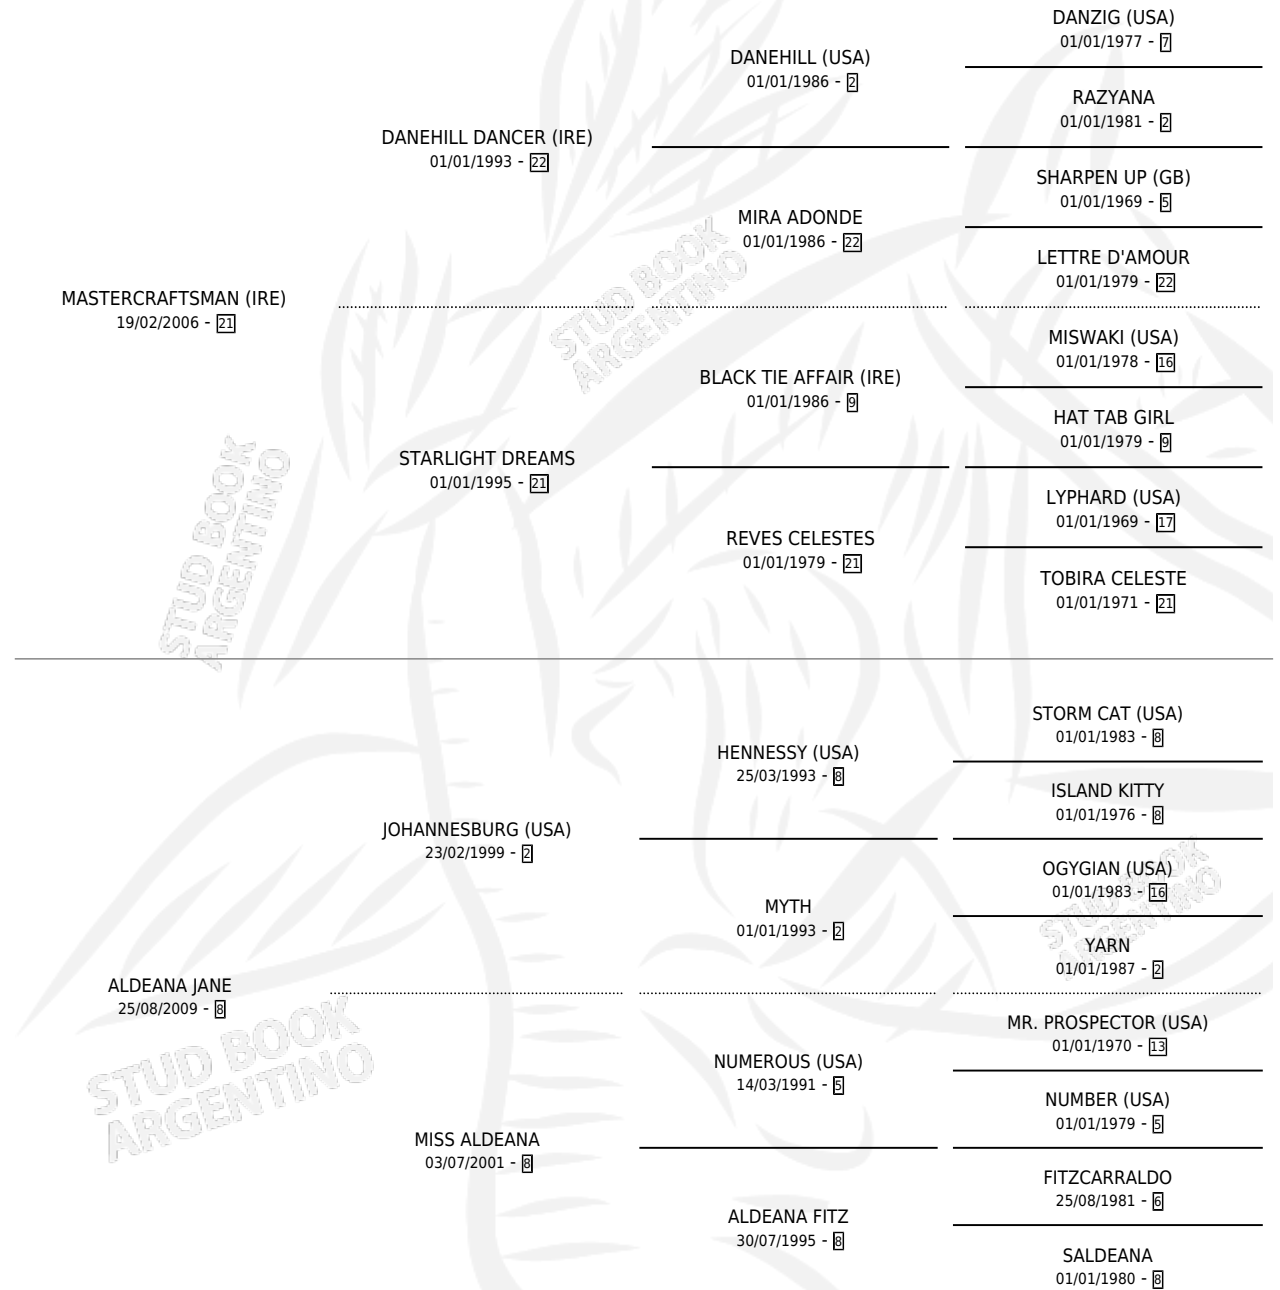 DANZIG (USA)
01/01/1977 - 7
DANEHILL (USA)
01/01/1986 - 2
RAZYANA
01/01/1981 - 2
DANEHILL DANCER (IRE)
01/01/1993 - 22
SHARPEN UP (GB)
01/01/1969 - 5
MIRA ADONDE
01/01/1986 - 22
LETTRE D'AMOUR
01/01/1979 - 22
MASTERCRAFTSMAN (IRE)
19/02/2006 - 21
MISWAKI (USA)
01/01/1978 - 16
BLACK TIE AFFAIR (IRE)
01/01/1986 - 9
HAT TAB GIRL
01/01/1979 - 9
STARLIGHT DREAMS
01/01/1995 - 21
LYPHARD (USA)
01/01/1969 - 17
REVES CELESTES
01/01/1979 - 21
TOBIRA CELESTE
01/01/1971 - 21
STORM CAT (USA)
01/01/1983 - 8
HENNESSY (USA)
25/03/1993 - 8
ISLAND KITTY
01/01/1976 - 8
JOHANNESBURG (USA)
23/02/1999 - 2
OGYGIAN (USA)
01/01/1983 - 16
MYTH
01/01/1993 - 2
YARN
01/01/1987 - 2
ALDEANA JANE
25/08/2009 - 8
MR. PROSPECTOR (USA)
01/01/1970 - 13
NUMEROUS (USA)
14/03/1991 - 5
NUMBER (USA)
01/01/1979 - 5
MISS ALDEANA
03/07/2001 - 8
FITZCARRALDO
25/08/1981 - 6
ALDEANA FITZ
30/07/1995 - 8
SALDEANA
01/01/1980 - 8
STUD BOOK
ARGENTINO
STUD BOOK
ARGENTINO
STUD BOOK
ARGENTINO
STUD BOOK
ARGENTINO